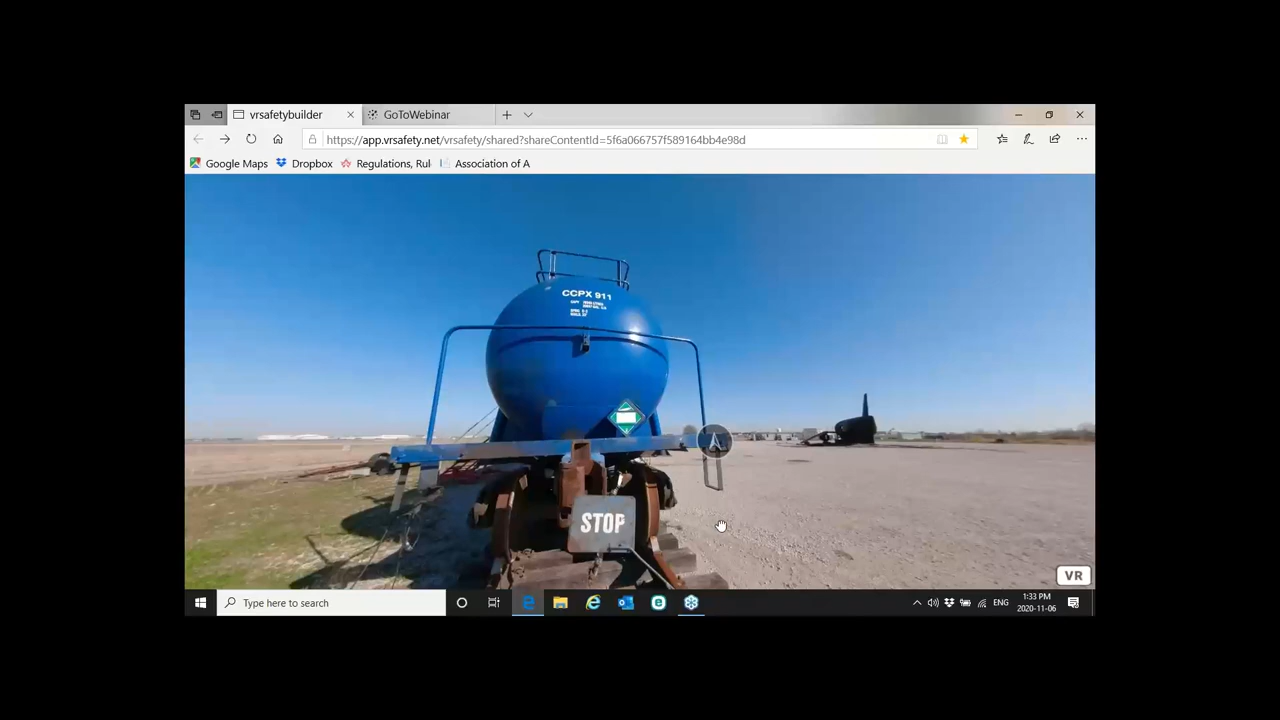 vrsafetybuilder
GoToWebinar
https://app.vrsafety.net/vrsafety/shared?shareContentId=5f6a066757f589164bb4e98d
Google Maps
Dropbox
Regulations, Rul
Association of A
CCPX 911
STOP
VR
Type here to search
ENG
1:33 PM
2020-11-06